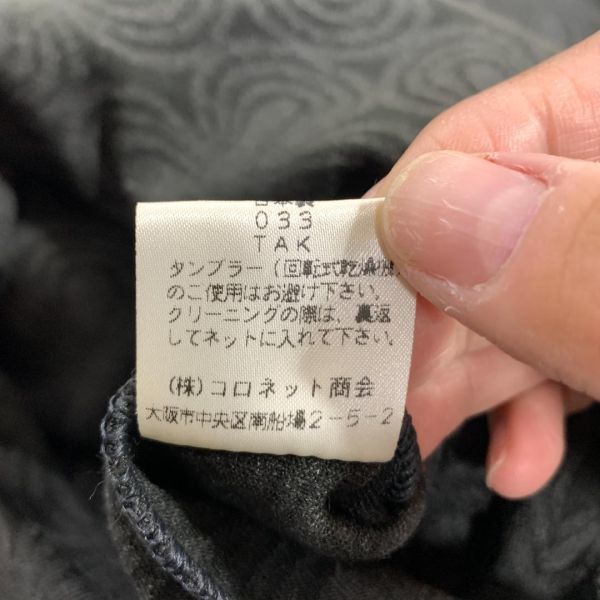 日本製
033
TAK
タンブラー(回転式乾燥機)
のご使用はお避け下さい。
クリーニングの際は、裏返
してネットに入れて下さい。
(株)コロネット商会
大阪市中央区南船場2-5-2